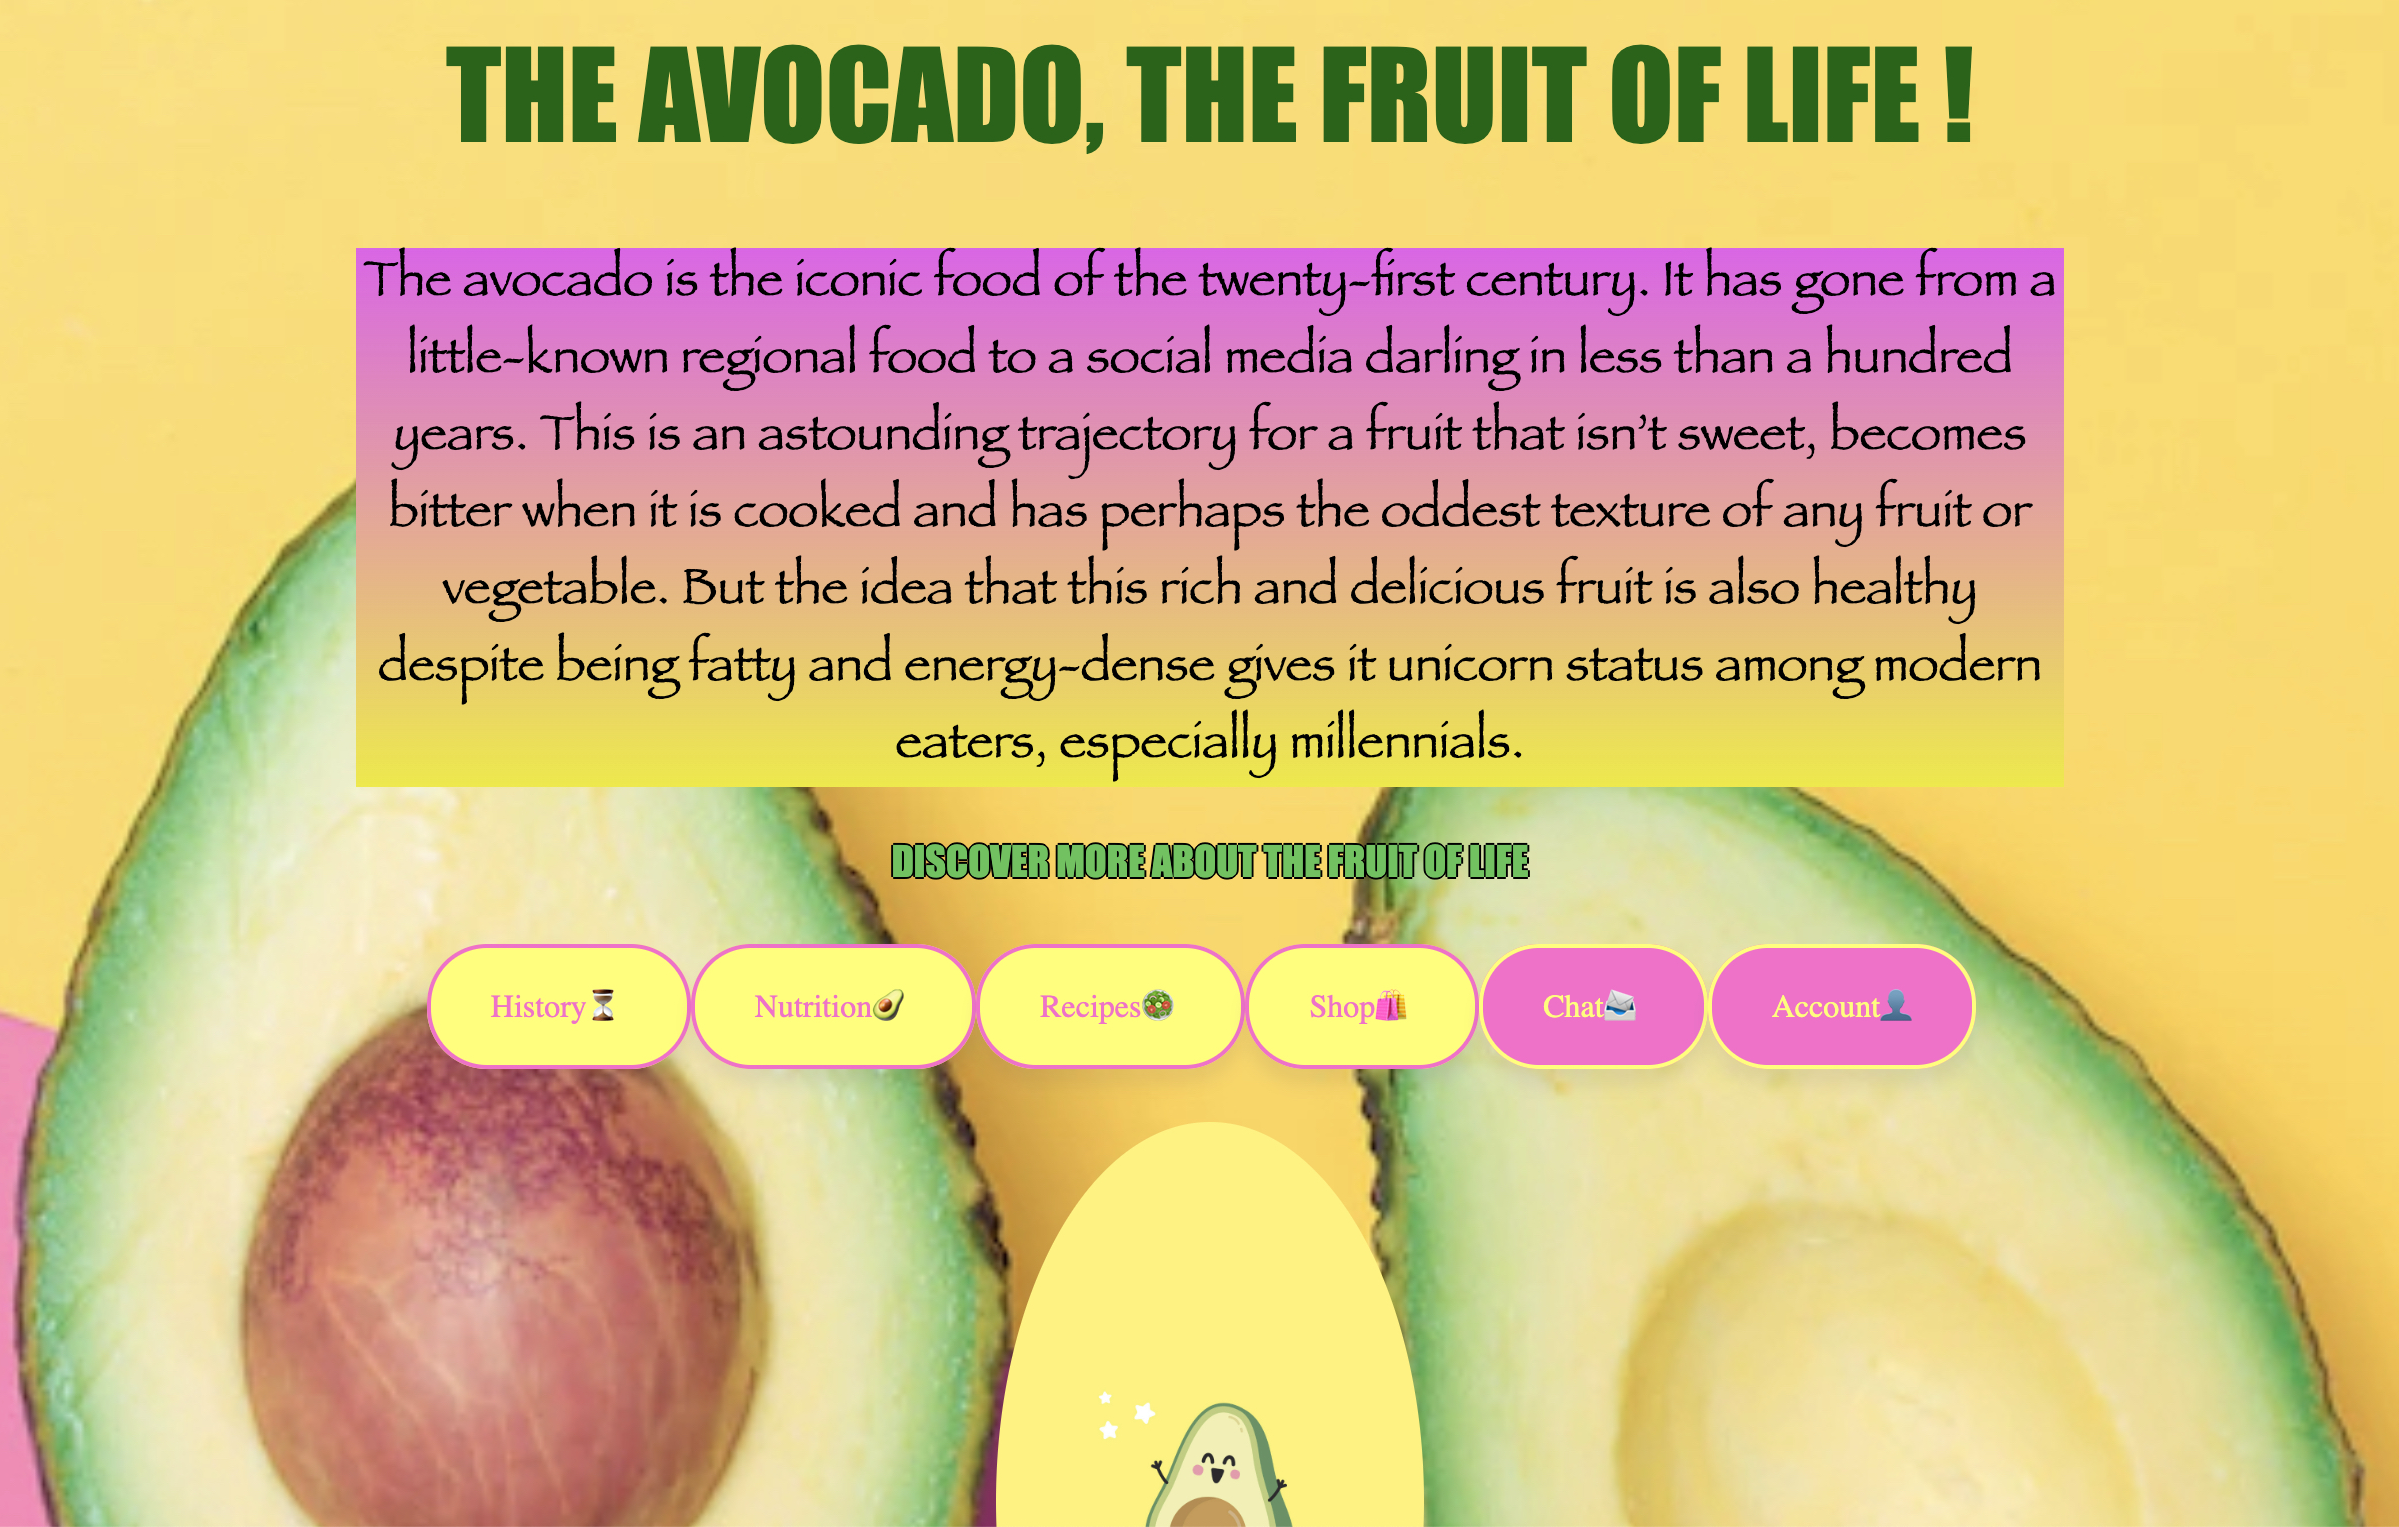 THE AVOCADO, THE FRUIT OF LIFE !
The avocado is the iconic food of the twenty-first century. It has gone from a
little-known regional food to a social media darling in less than a hundred
years. This is an astounding trajectory for a fruit that isn’t sweet, becomes
bitter when it is cooked and has perhaps the oddest texture of any fruit or
vegetable. But the idea that this rich and delicious fruit is also healthy
despite being fatty and energy-dense gives it unicorn status among modern
eaters, especially millennials.
DISCOVER MORE ABOUT THE FRUIT OF LIFE
History⏳ Nutrition🥑 Recipes🥗 Shop🛍️ Chat📨 Account👤